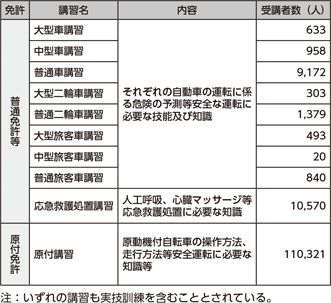 免許 講習名 内容 受講者数（人）
普通免許等
大型車講習 633
中型車講習 958
普通車講習 9,172
大型二輪車講習 303
普通二輪車講習 1,379
大型旅客車講習 493
中型旅客車講習 20
普通旅客車講習 840
それぞれの自動車の運転に係
る危険の予測等安全な運転に
必要な技能及び知識
応急救護処置講習 10,570
人工呼吸、心臓マッサージ等
応急救護処置に必要な知識
原付免許
原付講習 110,321
原動機付自転車の操作方法、
走行方法等安全運転に必要な
知識等
注：いずれの講習も実技訓練を含むこととされている。